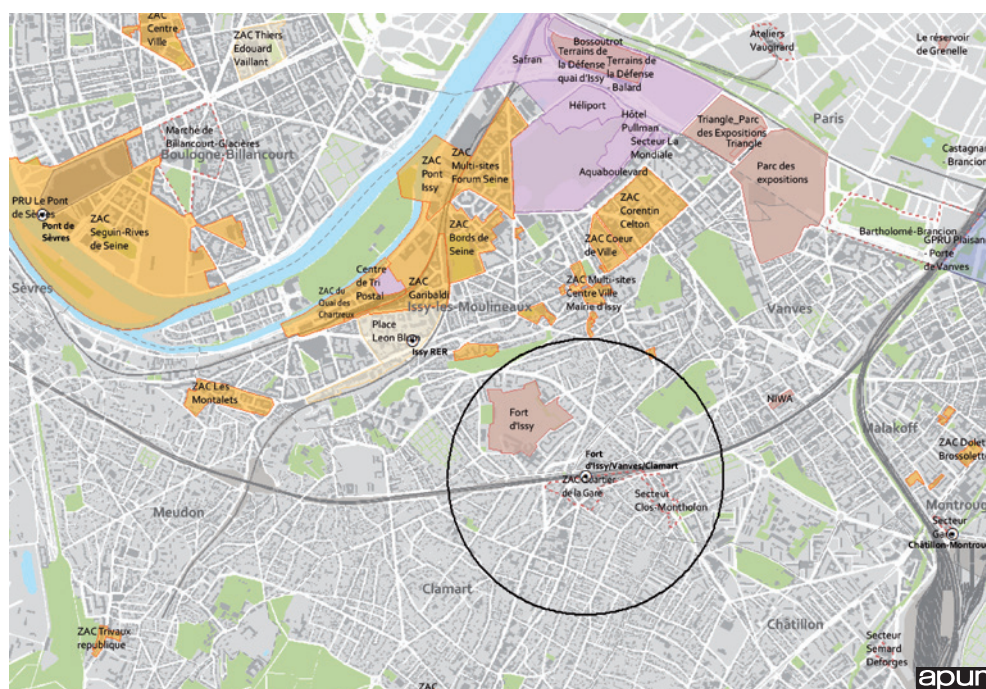 ZAC
Centre
Ville
ZAC Thiers
Edouard
Vaillant
Safran
Bossoutrot
Terrains de
la Défense
quai d'Issy
Terrains de
la Défense
- Balard
Ateliers
Vaugirard
Le réservoir
de Grenelle
Héliport
Hôtel
Pullman
Secteur La
Mondiale
Aquaboulevard
Triangle_Parc
des Expositions
Triangle
Paris
Parc des
expositions
Castagnar
- Brancion
Marché de
Billancourt-Glacières
Boulogne-Billancourt
ZAC
Pont
Issy
ZAC
Multi-sites
Forum Seine
PRU Le Pont
de Sèvres
Pont de
Sèvres
ZAC
Seguin-Rives
de Seine
ZAC
Bords de
Seine
ZAC
Corentin
Celton
ZAC Coeur
de Ville
Bartholomé-Brancion
GPRU Plaisan
- Porte
de Vanves
Sèvres
Centre
de Tri
Postal
ZAC du
Quai des
Chartreux
ZAC
Garibaldi
Issy-les-Moulineaux
ZAC Multi-sites
Centre Ville
Mairie d'Issy
Vanves
Place
Leon Blum
Issy RER
ZAC Les
Montalets
Fort
d'Issy
NIWA
Malakoff
ZAC Dolet
Brossolette
Fort
d'Issy/Vanves/Clamart
ZAC Quartier
de la Gare
Secteur
Clos-Montholon
Meudon
Montroug
Secteur
Gare
Châtillon-Montrou
Clamart
Châtillon
ZAC Trivaux
republique
Secteur
Semard
Deforges
ZAC
apur